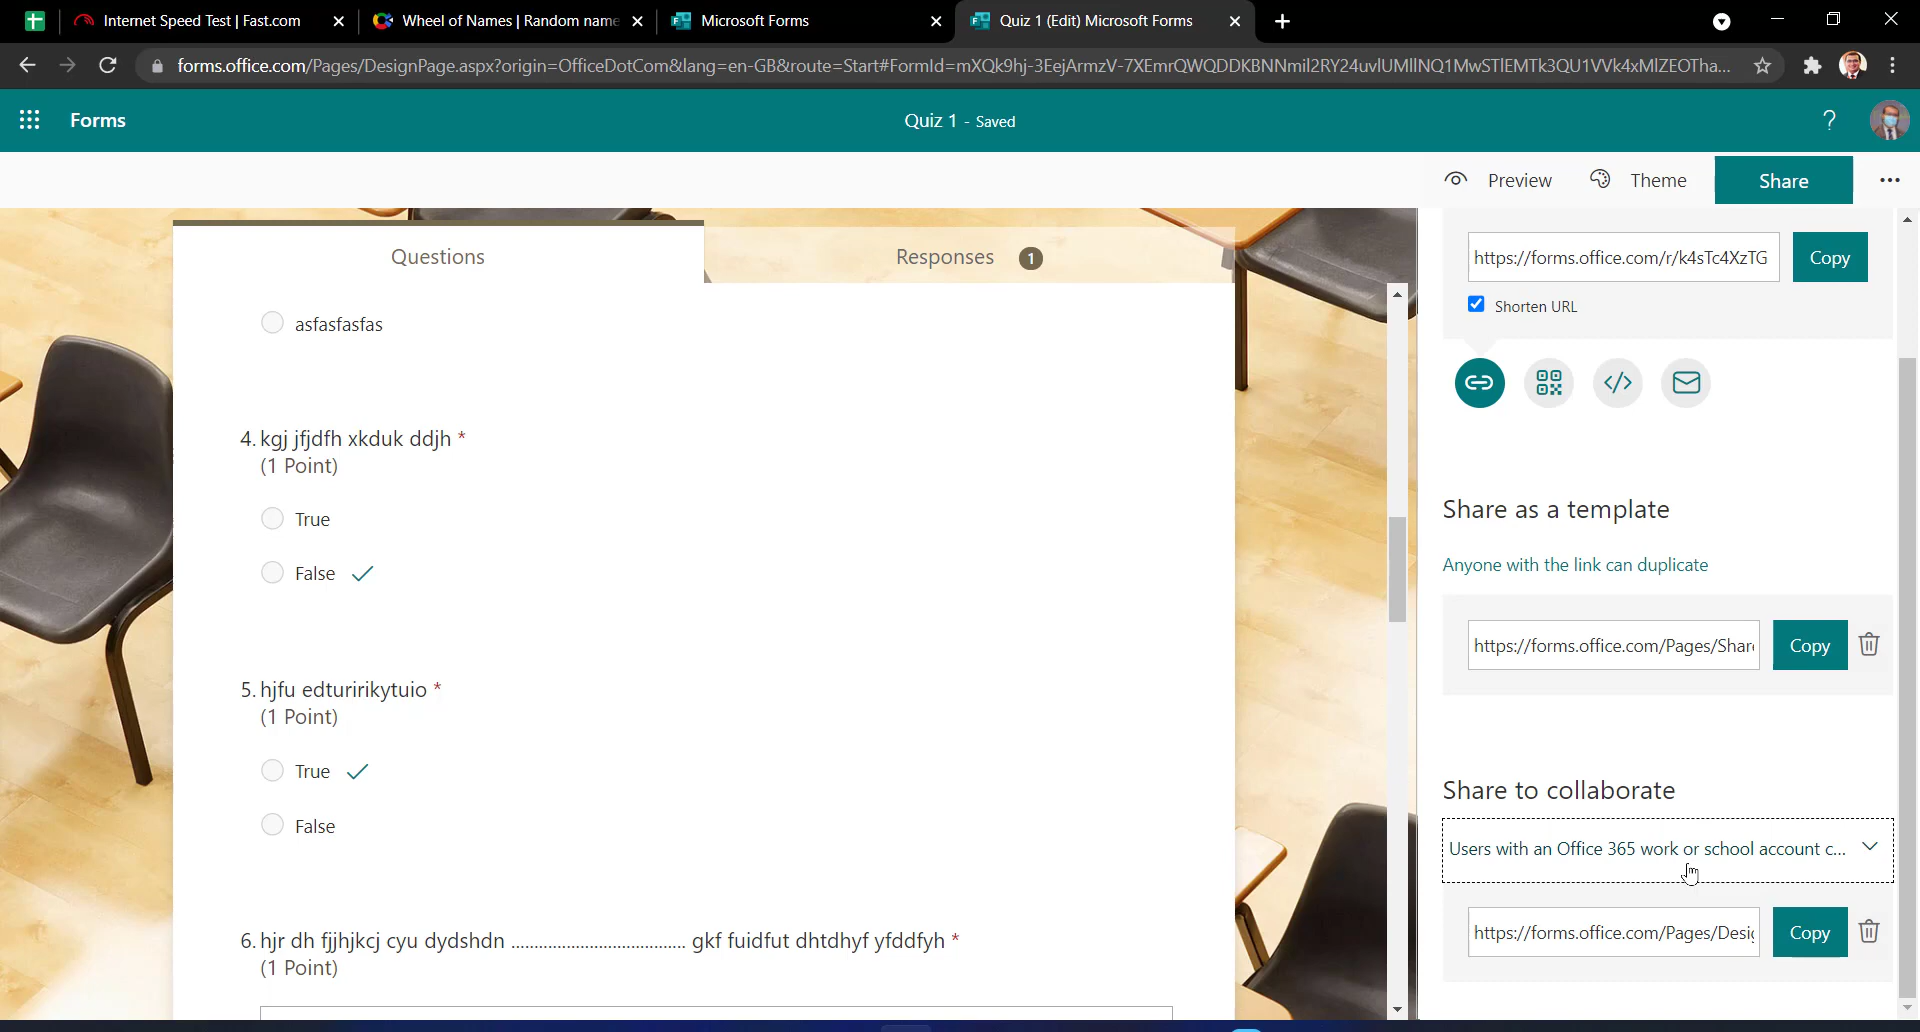 Internet Speed Test | Fast.com
Wheel of Names | Random name
Microsoft Forms
Quiz 1 (Edit) Microsoft Forms
forms.office.com/Pages/DesignPage.aspx?origin=OfficeDotCom&lang=en-GB&route=Start#FormId=mXQk9hj-3EejArmzV-7XEmrQWQDDKBNNmil2RY24uvlUMllNQ1MwSTlEMTk3QU1VVk4xMlZEOTha...
Forms
Quiz 1 - Saved
?
Preview
Theme
Share
Questions
Responses 1
asfasfasfas
4. kgj jfjdfh xkduk ddjh *
(1 Point)
True
False
5. hjfu edturirikytuio *
(1 Point)
True
False
6. hjr dh fjjhjkcj cyu dydshdn ...................................... gkf fuidfut dhtdhyf yfddfyh *
(1 Point)
https://forms.office.com/r/k4sTc4XzTG
Copy
Shorten URL
Share as a template
Anyone with the link can duplicate
https://forms.office.com/Pages/Shar
Copy
Share to collaborate
Users with an Office 365 work or school account c...
https://forms.office.com/Pages/Desig
Copy